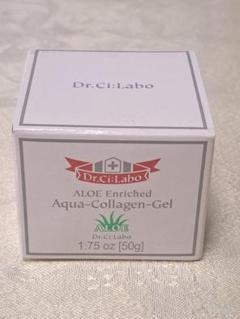 Dr.Ci:Labo
Dr.Ci:Labo
ALOE Enriched
Aqua-Collagen-Gel
ALOE
Dr.Ci:Labo
1.75 oz [50g]